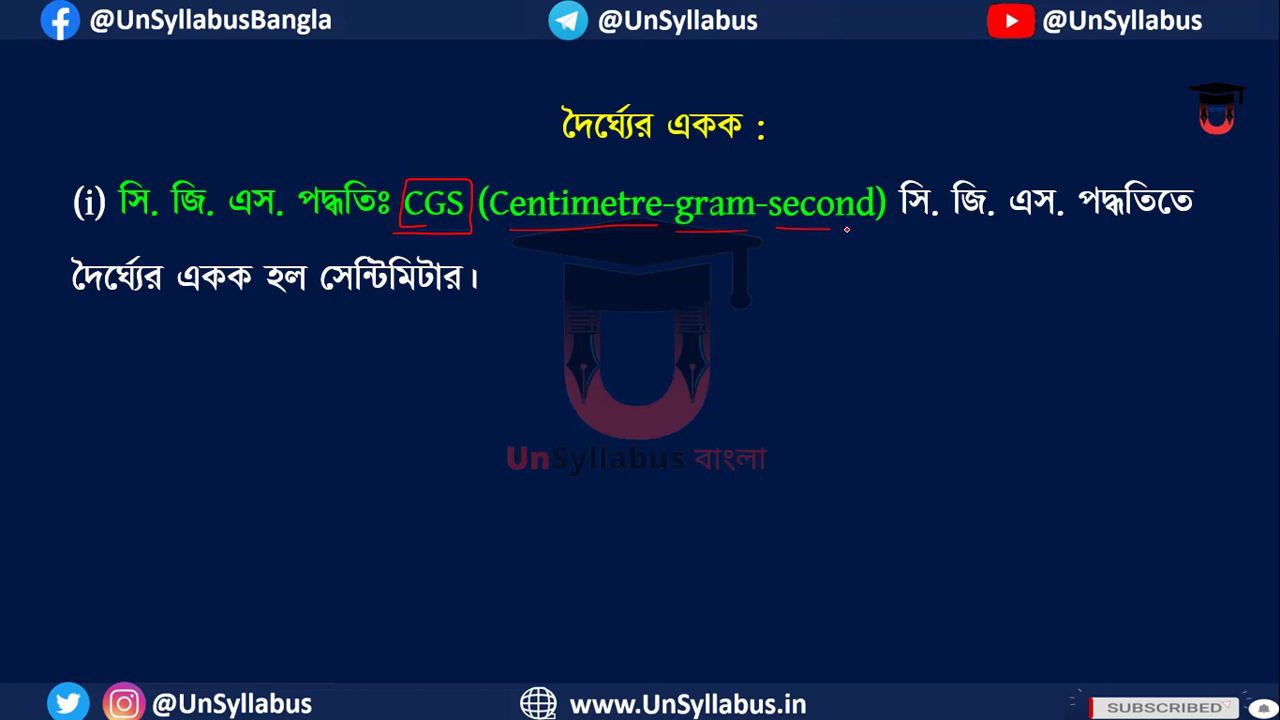 @UnSyllabusBangla @UnSyllabus @UnSyllabus
দৈর্ঘ্যের একক :
(i) সি. জি. এস. পদ্ধতিঃ CGS (Centimetre-gram-second) সি. জি. এস. পদ্ধতিতে
দৈর্ঘ্যের একক হল সেন্টিমিটার।
UnSyllabus বাংলা
@UnSyllabus www.UnSyllabus.in SUBSCRIBED